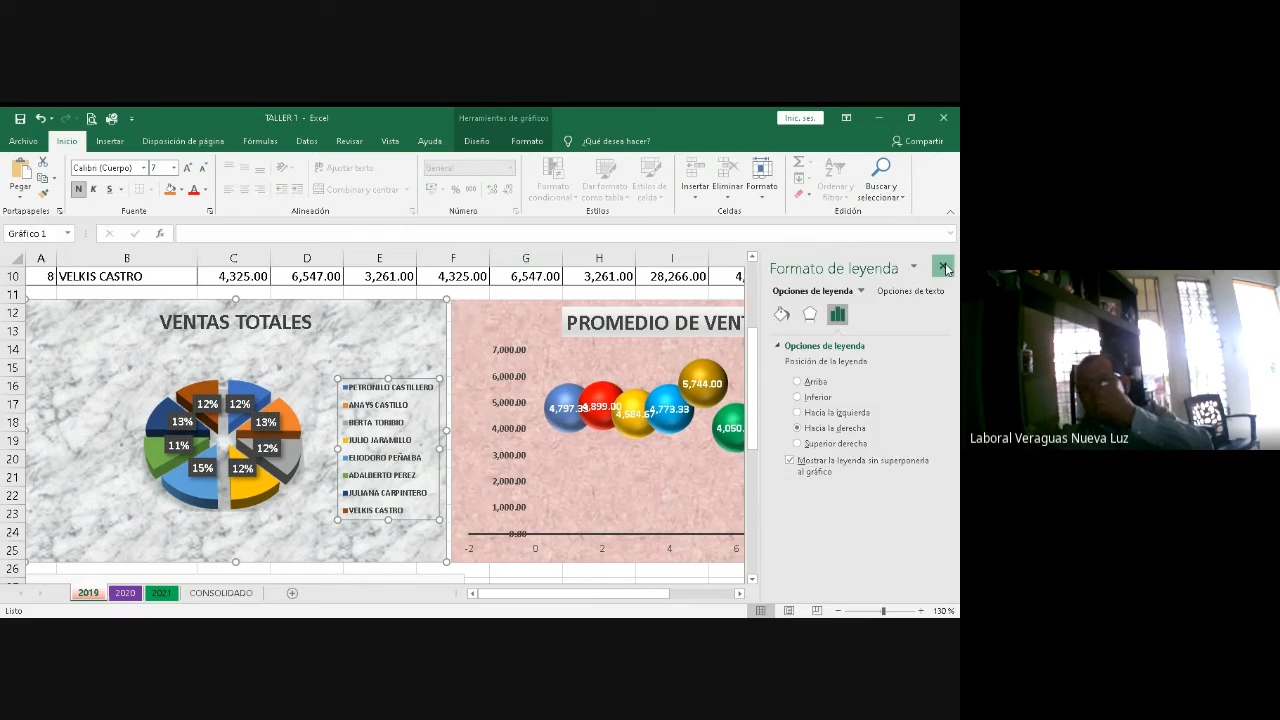 TALLER 1 - Excel
Herramientas de gráficos
Inic. ses.
Archivo Inicio Insertar Disposición de página Fórmulas Datos Revisar Vista Ayuda Diseño Formato ¿Qué desea hacer? Compartir
Pegar
Calibri (Cuerpo) 7
N K S
Ajustar texto
Combinar y centrar
General
Formato condicional
Dar formato como tabla
Estilos de celda
Insertar Eliminar Formato
Ordenar y filtrar
Buscar y seleccionar
Portapapeles Fuente Alineación Número Estilos Celdas Edición
Gráfico 1
fx
A B C D E F G H I
10 8 VELKIS CASTRO 4,325.00 6,547.00 3,261.00 4,325.00 6,547.00 3,261.00 28,266.00 4,
11
12
13
14
15
16
17
18
19
20
21
22
23
24
25
26
VENTAS TOTALES
12% 12%
13% 13%
11% 12%
15% 12%
PETRONILO CASTILLERO
ANAYS CASTILLO
BERTA TORIBIO
JULIO JARAMILLO
ELIODORO PEÑALBA
ADALBERTO PEREZ
JULIANA CARPINTERO
VELKIS CASTRO
PROMEDIO DE VENT
7,000.00
6,000.00
5,000.00
4,000.00
3,000.00
2,000.00
1,000.00
0.00
-2 0 2 4 6
4,773.33
5,744.00
4,050.
Formato de leyenda
Opciones de leyenda Opciones de texto
Opciones de leyenda
Posición de la leyenda
Arriba
Inferior
Hacia la izquierda
Hacia la derecha
Superior derecha
Mostrar la leyenda sin superponerla
al gráfico
2019 2020 2021 CONSOLIDADO
Listo
130 %
Laboral Veraguas Nueva Luz